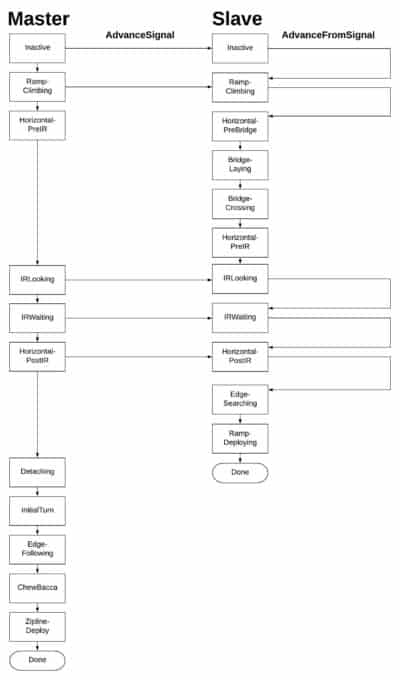 Master
Slave
AdvanceSignal
AdvanceFromSignal
Inactive
Ramp-
Climbing
Horizontal-
PreIR
IRLooking
IRWaiting
Horizontal-
PostIR
Detaching
InitialTurn
Edge-
Following
ChewBacca
Zipline-
Deploy
Done
Inactive
Ramp-
Climbing
Horizontal-
PreBridge
Bridge-
Laying
Bridge-
Crossing
Horizontal-
PreIR
IRLooking
IRWaiting
Horizontal-
PostIR
Edge-
Searching
Ramp-
Deploying
Done